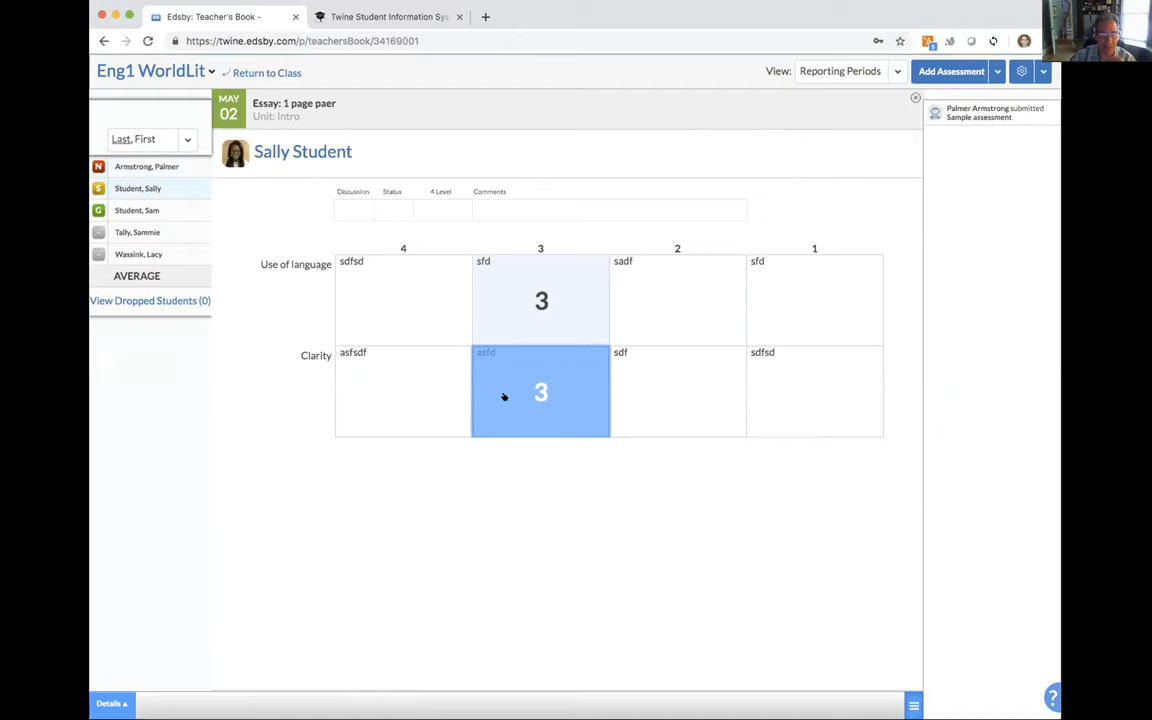 Edsby: Teacher's Book -
Twine Student Information Sys
https://twine.edsby.com/p/teachersBook/34169001
5
Eng1 WorldLit
Return to Class
View:
Reporting Periods
Add Assessment
MAY
02
Essay: 1 page paer
Unit: Intro
Palmer Armstrong submitted
Sample assessment
Last, First
Sally Student
N
Armstrong, Palmer
S
Student, Sally
G
Student, Sam
Tally, Sammie
Wassink, Lacy
AVERAGE
View Dropped Students (0)
Discussion
Status
4 Level
Comments
4
3
2
1
Use of language
sdfsd
sfd
sadf
sfd
3
Clarity
asfsdf
asfd
sdf
sdfsd
3
Details
?